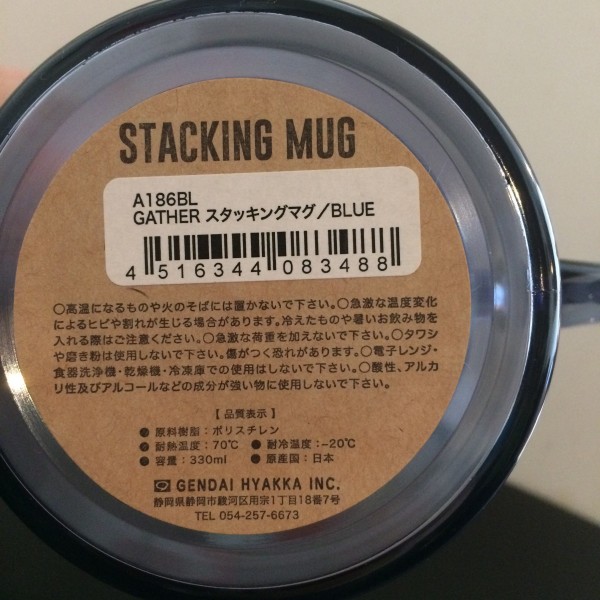 STACKING MUG
A186BL
GATHER スタッキングマグ/BLUE
4 516344 083488
○高温になるものや火のそばには置かないで下さい。○急激な温度変化
によるヒビや割れが生じる場合があります。冷えたものや暑いお飲み物を
入れる際はご注意ください。○急激な荷重を加えないで下さい。○タワシ
や磨き粉は使用しないで下さい。傷がつく恐れがあります。○電子レンジ・
食器洗浄機・乾燥機・冷凍庫での使用はしないで下さい。○酸性、アルカ
リ性及びアルコールなどの成分が強い物に使用しないで下さい。
【品質表示】
● 原料樹脂：ポリスチレン
● 耐熱温度：70℃ ● 耐冷温度：-20℃
● 容量：330ml ● 原産国：日本
GENDAI HYAKKA INC.
静岡県静岡市駿河区用宗1丁目18番7号
TEL 054-257-6673